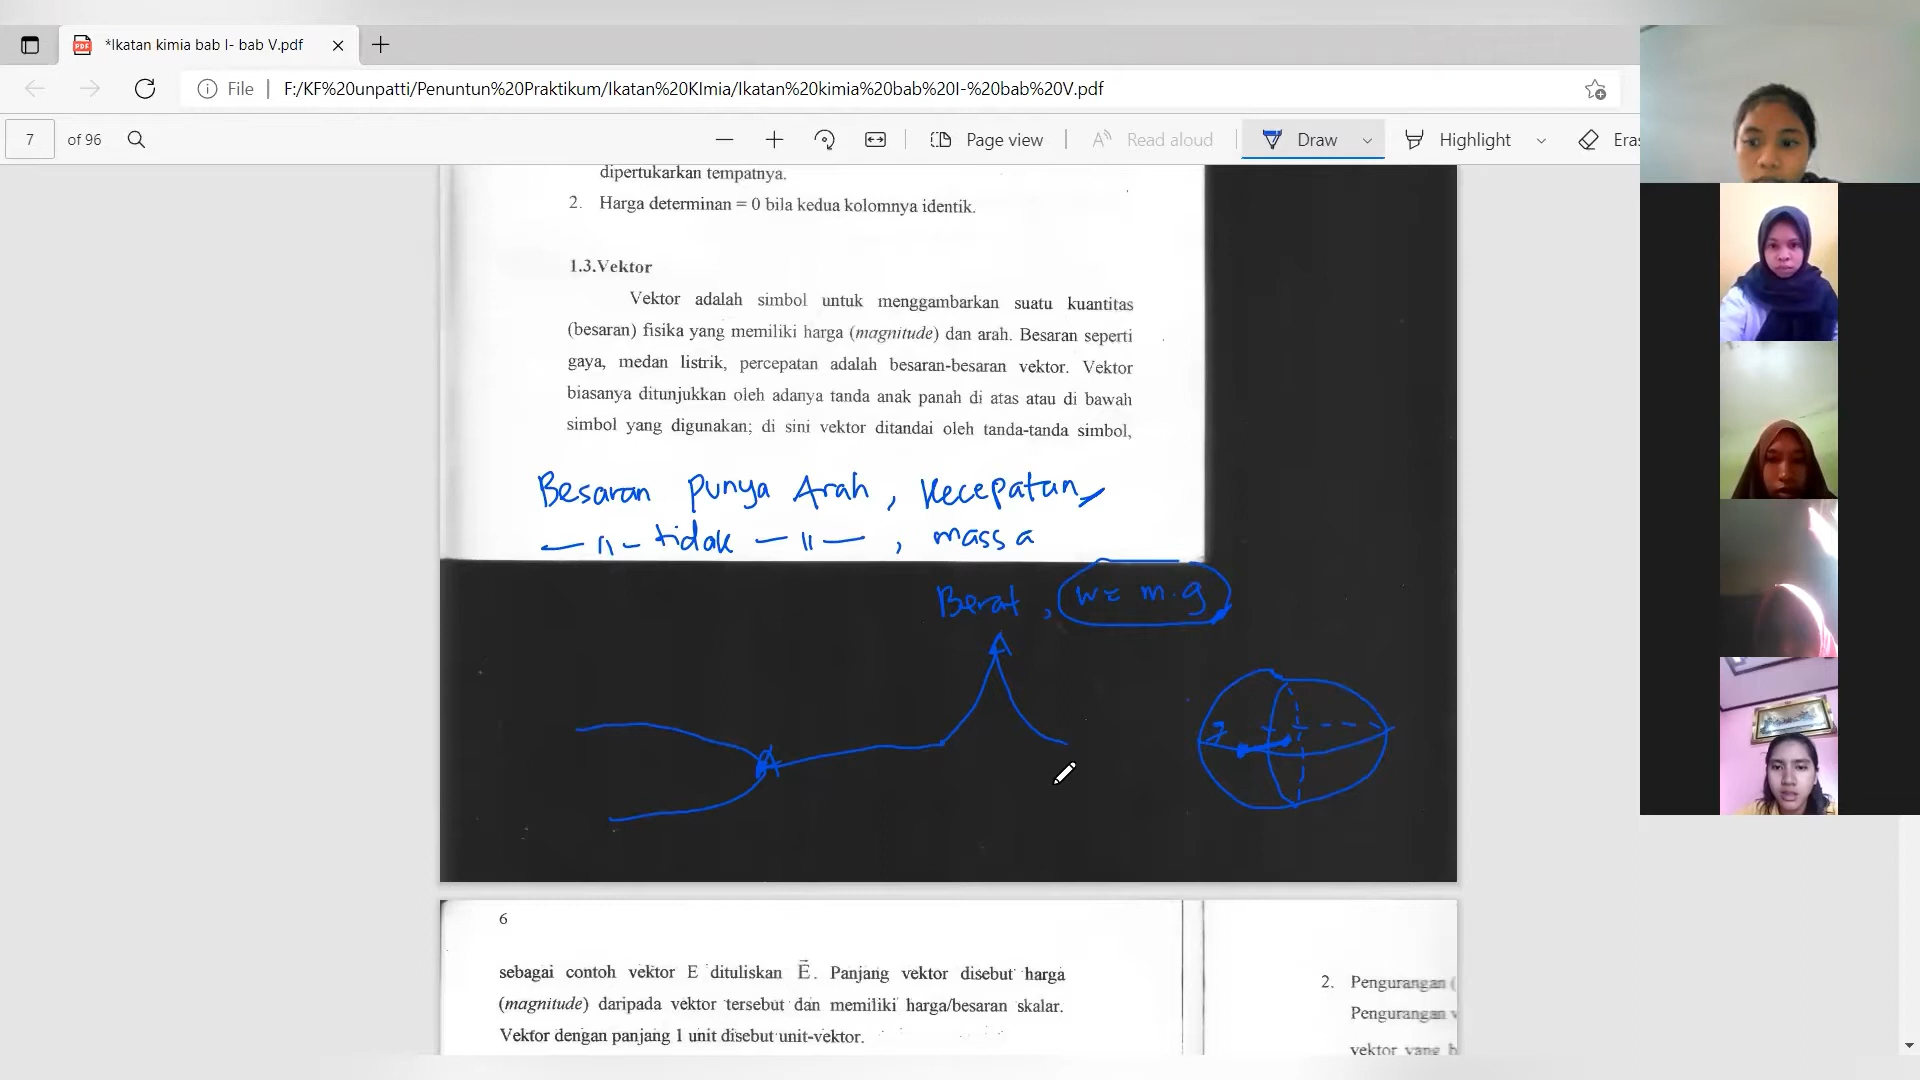 *Ikatan kimia bab I- bab V.pdf
File F:/KF%20unpatti/Penuntun%20Praktikum/Ikatan%20KImia/Ikatan%20kimia%20bab%20I-%20bab%20V.pdf
7 of 96 Page view Read aloud Draw Highlight Eras
dipertukarkan tempatnya.
2. Harga determinan = 0 bila kedua kolomnya identik.
1.3.Vektor
Vektor adalah simbol untuk menggambarkan suatu kuantitas
(besaran) fisika yang memiliki harga (magnitude) dan arah. Besaran seperti
gaya, medan listrik, percepatan adalah besaran-besaran vektor. Vektor
biasanya ditunjukkan oleh adanya tanda anak panah di atas atau di bawah
simbol yang digunakan; di sini vektor ditandai oleh tanda-tanda simbol,
Besaran Punya Arah, Kecepatan
— 11 – tidak — 11 —, massa
Berat, w = m.g
A
A
6
sebagai contoh vektor E dituliskan E⃗. Panjang vektor disebut harga
(magnitude) daripada vektor tersebut dan memiliki harga/besaran skalar.
Vektor dengan panjang 1 unit disebut unit-vektor.
2. Pengurangan (
Pengurangan v
vektor yang b